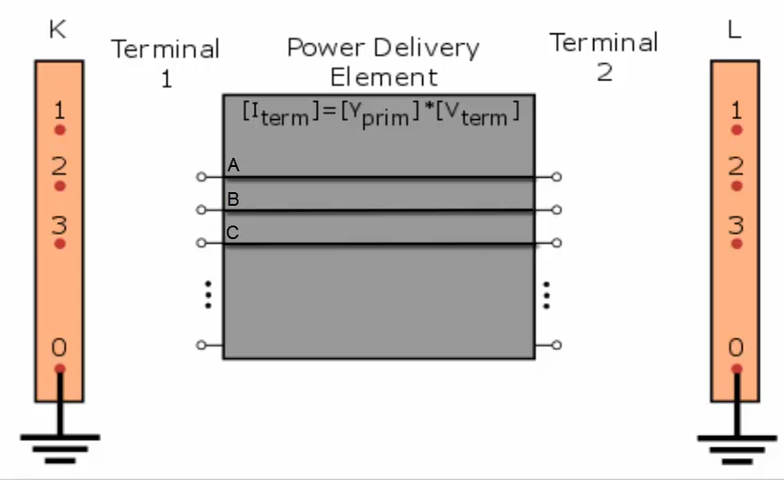 K
Terminal
1
Power Delivery
Element
Terminal
2
L
[Iterm]=[Yprim]*[Vterm]
1
2
3
0
A
B
C
1
2
3
0